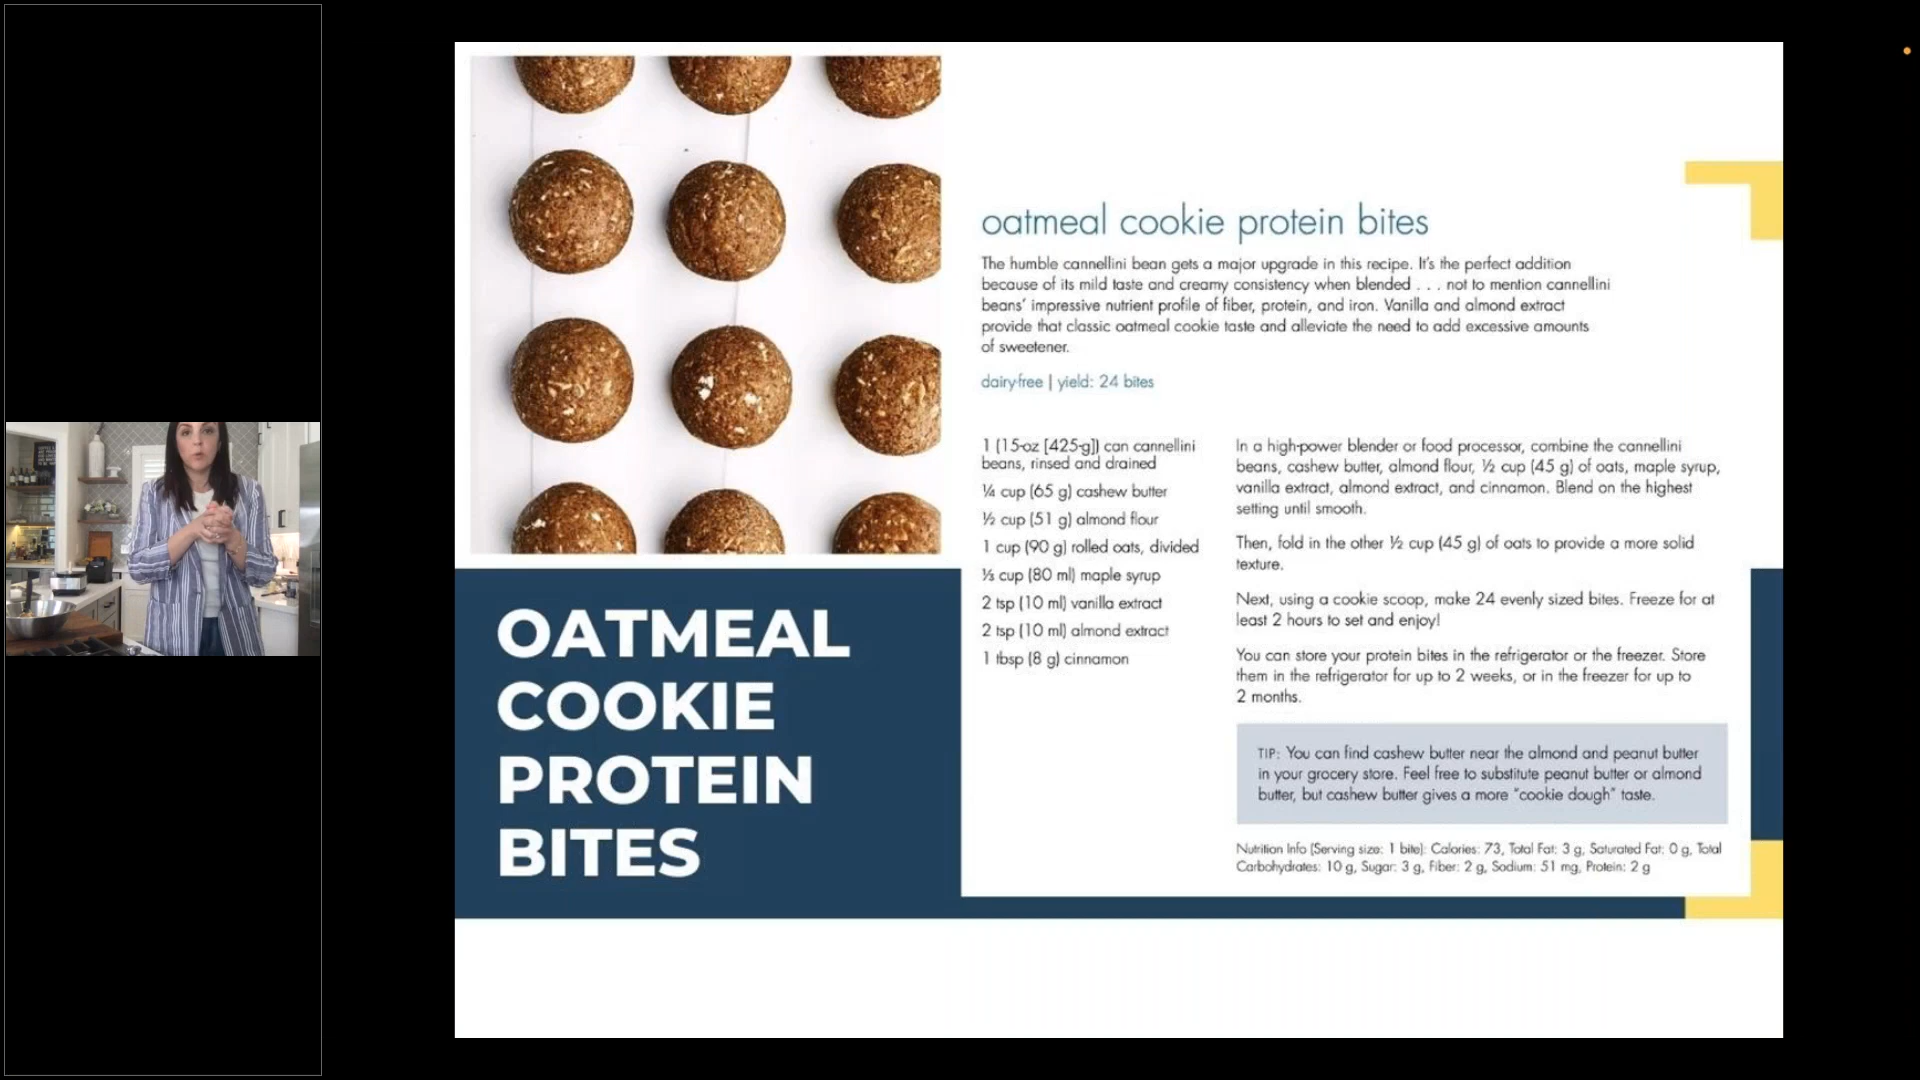 OATMEAL
COOKIE
PROTEIN
BITES
oatmeal cookie protein bites
The humble cannellini bean gets a major upgrade in this recipe. It's the perfect addition
because of its mild taste and creamy consistency when blended . . . not to mention cannellini
beans' impressive nutrient profile of fiber, protein, and iron. Vanilla and almond extract
provide that classic oatmeal cookie taste and alleviate the need to add excessive amounts
of sweetener.
dairy-free | yield: 24 bites
1 (15-oz [425-g]) can cannellini
beans, rinsed and drained
¼ cup (65 g) cashew butter
½ cup (51 g) almond flour
1 cup (90 g) rolled oats, divided
⅓ cup (80 ml) maple syrup
2 tsp (10 ml) vanilla extract
2 tsp (10 ml) almond extract
1 tbsp (8 g) cinnamon
In a high-power blender or food processor, combine the cannellini
beans, cashew butter, almond flour, ½ cup (45 g) of oats, maple syrup,
vanilla extract, almond extract, and cinnamon. Blend on the highest
setting until smooth.
Then, fold in the other ½ cup (45 g) of oats to provide a more solid
texture.
Next, using a cookie scoop, make 24 evenly sized bites. Freeze for at
least 2 hours to set and enjoy!
You can store your protein bites in the refrigerator or the freezer. Store
them in the refrigerator for up to 2 weeks, or in the freezer for up to
2 months.
TIP: You can find cashew butter near the almond and peanut butter
in your grocery store. Feel free to substitute peanut butter or almond
butter, but cashew butter gives a more "cookie dough" taste.
Nutrition Info (Serving size: 1 bite): Calories: 73, Total Fat: 3 g, Saturated Fat: 0 g, Total
Carbohydrates: 10 g, Sugar: 3 g, Fiber: 2 g, Sodium: 51 mg, Protein: 2 g